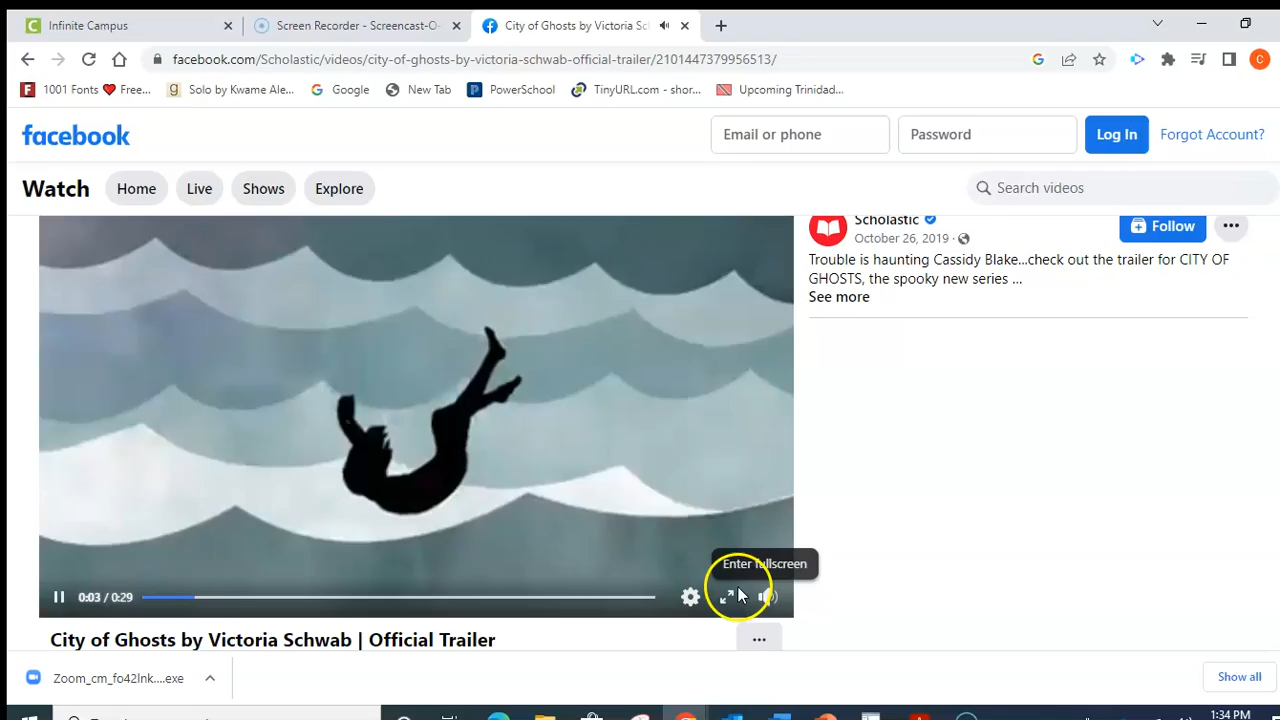 Infinite Campus
Screen Recorder - Screencast-O-
City of Ghosts by Victoria Sc
facebook.com/Scholastic/videos/city-of-ghosts-by-victoria-schwab-official-trailer/2101447379956513/
1001 Fonts ❤ Free...
Solo by Kwame Ale...
Google
New Tab
PowerSchool
TinyURL.com - shor...
Upcoming Trinidad...
C
facebook
Email or phone
Password
Log In
Forgot Account?
Watch
Home
Live
Shows
Explore
Search videos
Scholastic
October 26, 2019 ·
Follow
Trouble is haunting Cassidy Blake...check out the trailer for CITY OF
GHOSTS, the spooky new series ...
See more
Enter fullscreen
0:03 / 0:29
City of Ghosts by Victoria Schwab | Official Trailer
Zoom_cm_fo42lnk....exe
Show all
1:34 PM